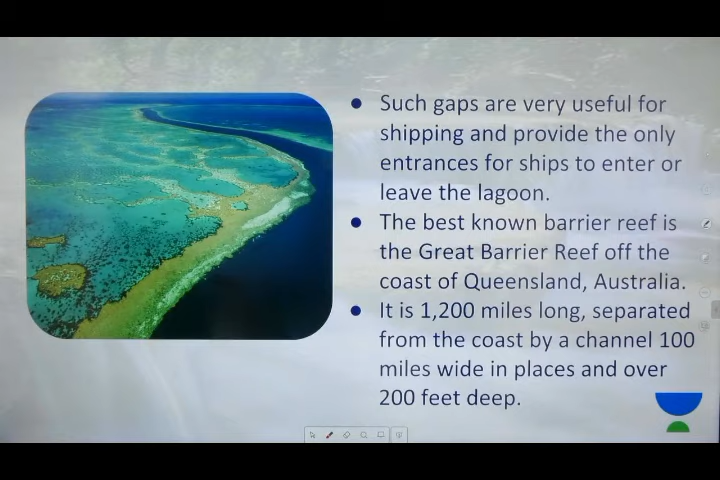 ● Such gaps are very useful for
shipping and provide the only
entrances for ships to enter or
leave the lagoon.
● The best known barrier reef is
the Great Barrier Reef off the
coast of Queensland, Australia.
● It is 1,200 miles long, separated
from the coast by a channel 100
miles wide in places and over
200 feet deep.